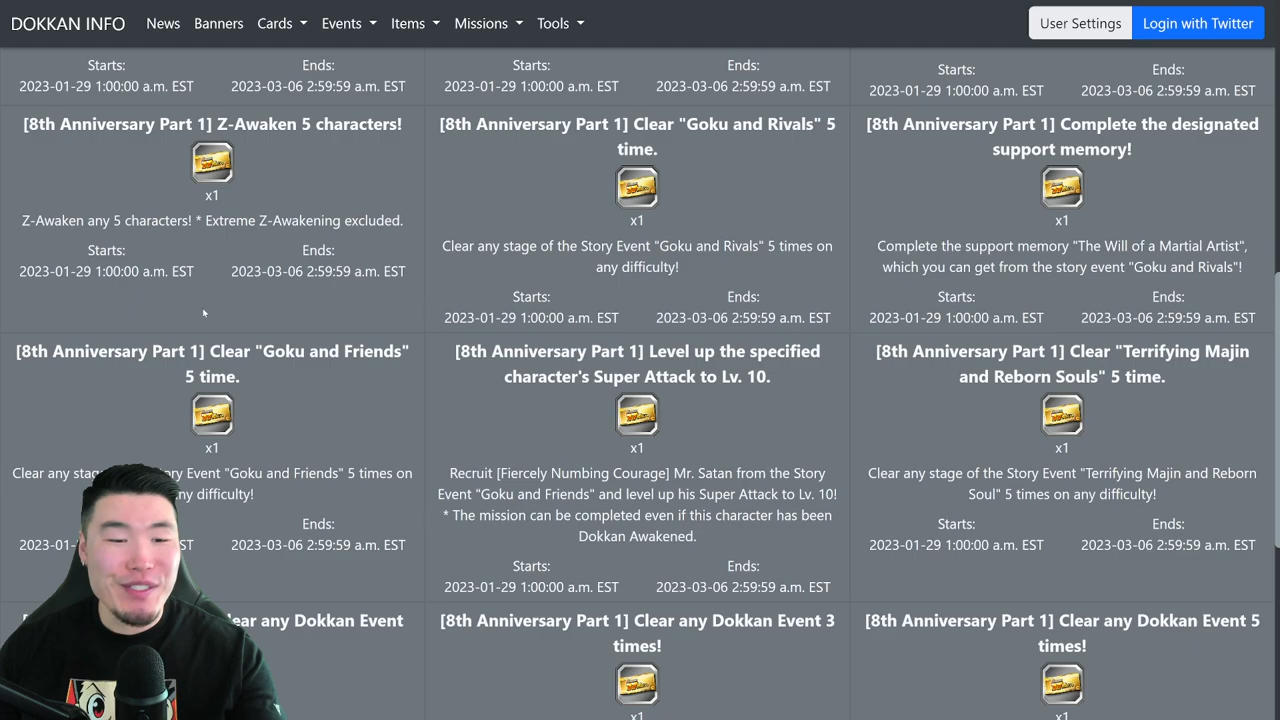 DOKKAN INFO News Banners Cards Events Items Missions Tools User Settings Login with Twitter
Starts: Ends:
2023-01-29 1:00:00 a.m. EST 2023-03-06 2:59:59 a.m. EST
Starts: Ends:
2023-01-29 1:00:00 a.m. EST 2023-03-06 2:59:59 a.m. EST
Starts: Ends:
2023-01-29 1:00:00 a.m. EST 2023-03-06 2:59:59 a.m. EST
[8th Anniversary Part 1] Z-Awaken 5 characters!
x1
Z-Awaken any 5 characters! * Extreme Z-Awakening excluded.
Starts: Ends:
2023-01-29 1:00:00 a.m. EST 2023-03-06 2:59:59 a.m. EST
[8th Anniversary Part 1] Clear "Goku and Rivals" 5
time.
x1
Clear any stage of the Story Event "Goku and Rivals" 5 times on
any difficulty!
Starts: Ends:
2023-01-29 1:00:00 a.m. EST 2023-03-06 2:59:59 a.m. EST
[8th Anniversary Part 1] Complete the designated
support memory!
x1
Complete the support memory "The Will of a Martial Artist",
which you can get from the story event "Goku and Rivals"!
Starts: Ends:
2023-01-29 1:00:00 a.m. EST 2023-03-06 2:59:59 a.m. EST
[8th Anniversary Part 1] Clear "Goku and Friends"
5 time.
x1
Clear any stag ory Event "Goku and Friends" 5 times on
ny difficulty!
Ends:
2023-01- T 2023-03-06 2:59:59 a.m. EST
[8th Anniversary Part 1] Level up the specified
character's Super Attack to Lv. 10.
x1
Recruit [Fiercely Numbing Courage] Mr. Satan from the Story
Event "Goku and Friends" and level up his Super Attack to Lv. 10!
* The mission can be completed even if this character has been
Dokkan Awakened.
Starts: Ends:
2023-01-29 1:00:00 a.m. EST 2023-03-06 2:59:59 a.m. EST
[8th Anniversary Part 1] Clear "Terrifying Majin
and Reborn Souls" 5 time.
x1
Clear any stage of the Story Event "Terrifying Majin and Reborn
Soul" 5 times on any difficulty!
Starts: Ends:
2023-01-29 1:00:00 a.m. EST 2023-03-06 2:59:59 a.m. EST
lear any Dokkan Event
[8th Anniversary Part 1] Clear any Dokkan Event 3
times!
x1
[8th Anniversary Part 1] Clear any Dokkan Event 5
times!
x1